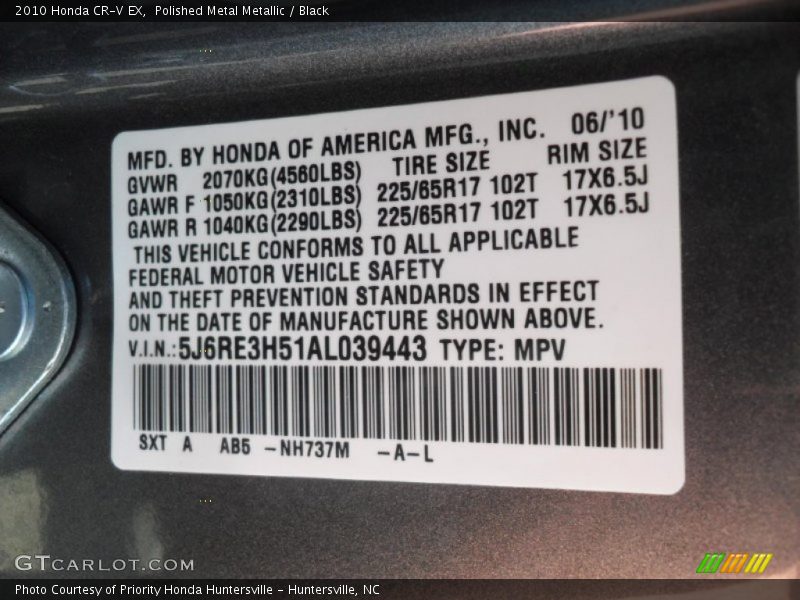 2010 Honda CR-V EX, Polished Metal Metallic / Black
MFD. BY HONDA OF AMERICA MFG., INC. 06/'10
GVWR 2070KG(4560LBS) TIRE SIZE RIM SIZE
GAWR F 1050KG(2310LBS) 225/65R17 102T 17X6.5J
GAWR R 1040KG(2290LBS) 225/65R17 102T 17X6.5J
THIS VEHICLE CONFORMS TO ALL APPLICABLE
FEDERAL MOTOR VEHICLE SAFETY
AND THEFT PREVENTION STANDARDS IN EFFECT
ON THE DATE OF MANUFACTURE SHOWN ABOVE.
V.I.N.:5J6RE3H51AL039443 TYPE: MPV
SXT A AB5 -NH737M -A-L
GTCARLOT.COM
Photo Courtesy of Priority Honda Huntersville - Huntersville, NC